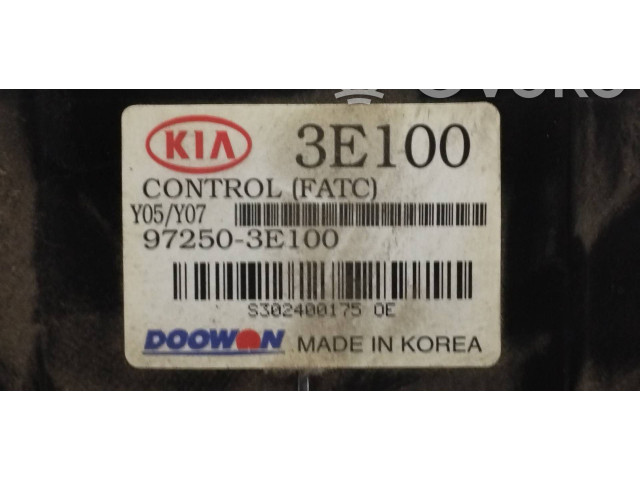 KIA 3E100
CONTROL (FATC)
Y05/Y07
97250-3E100
S302400175 OE
DOOWON MADE IN KOREA